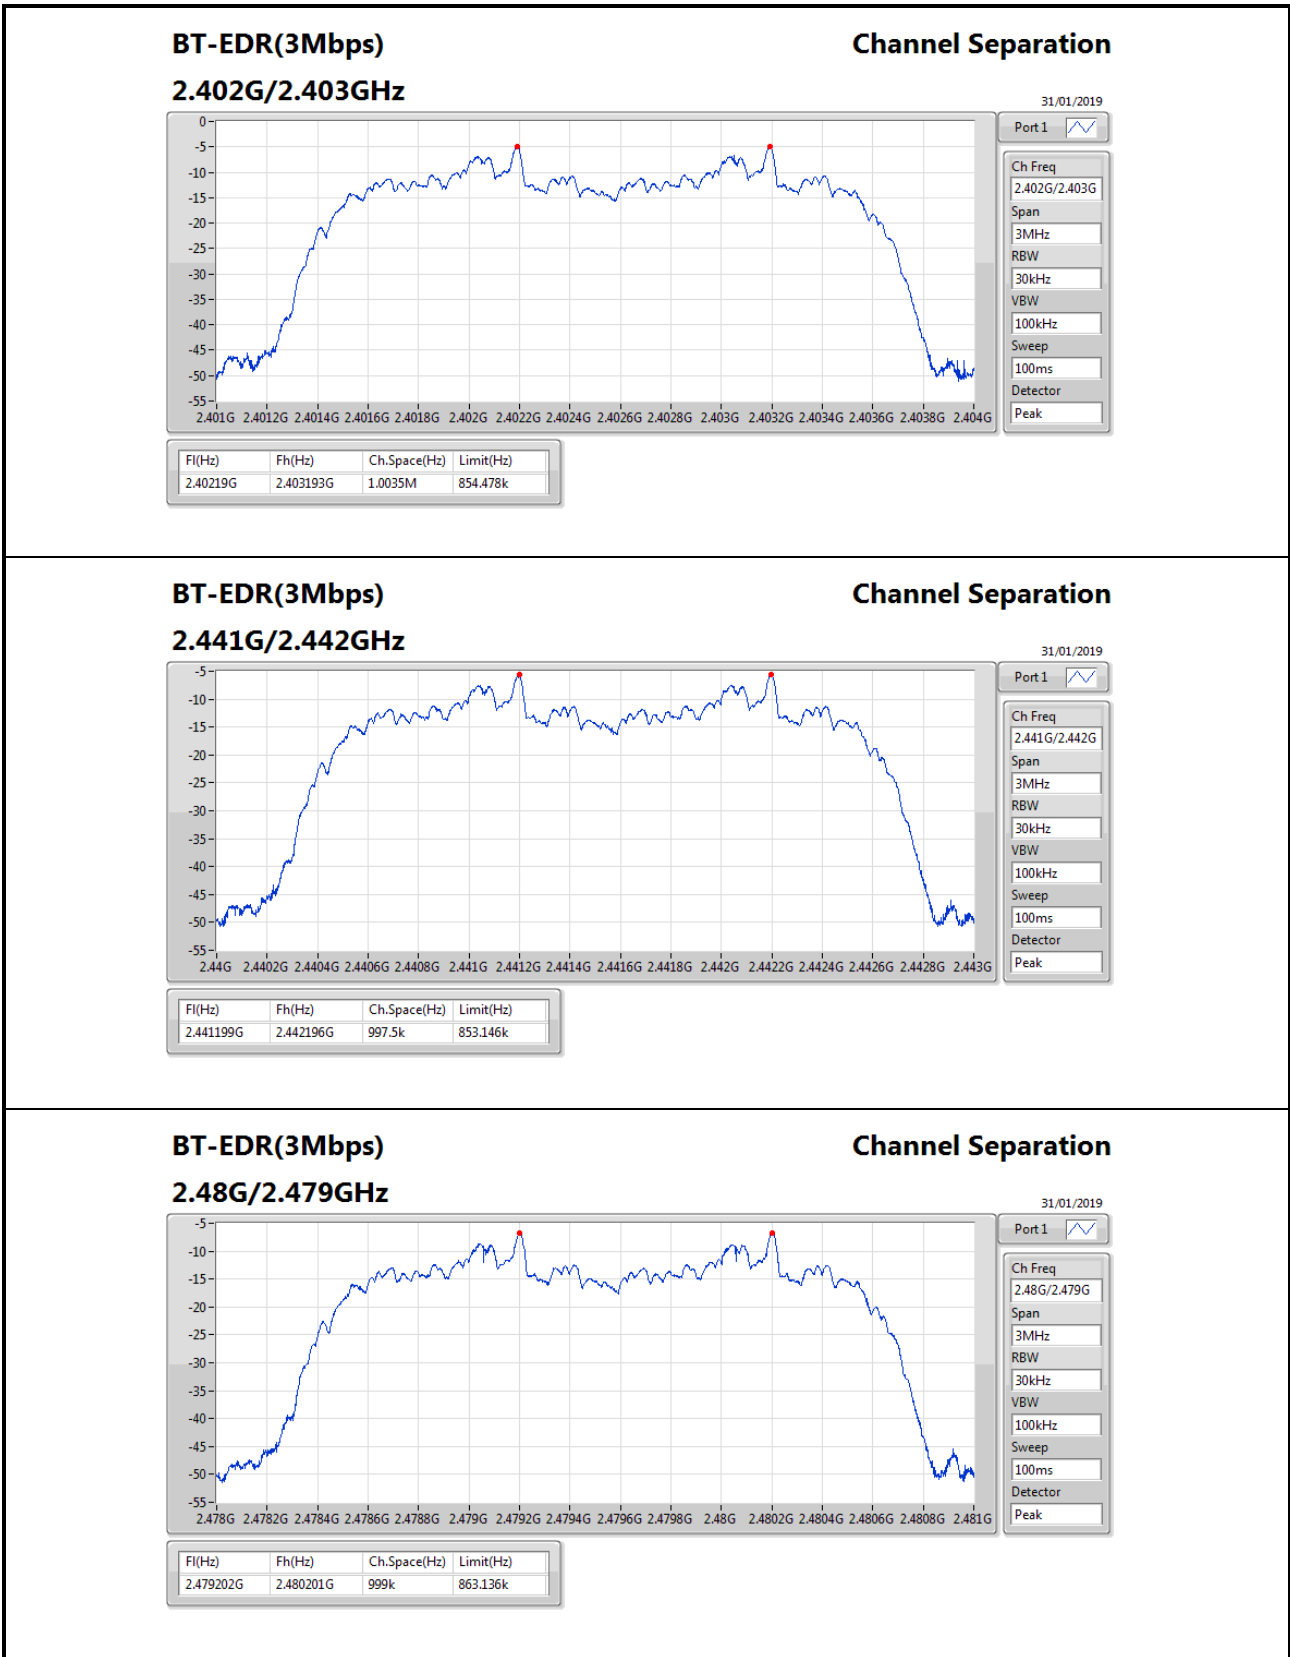 BT-EDR(3Mbps) Channel Separation
2.402G/2.403GHz
31/01/2019
Port 1
0
-5
-10
-15
-20
-25
-30
-35
-40
-45
-50
-55
2.401G 2.4012G 2.4014G 2.4016G 2.4018G 2.402G 2.4022G 2.4024G 2.4026G 2.4028G 2.403G 2.4032G 2.4034G 2.4036G 2.4038G 2.404G
Ch Freq
2.402G/2.403G
Span
3MHz
RBW
30kHz
VBW
100kHz
Sweep
100ms
Detector
Peak
Fl(Hz) Fh(Hz) Ch.Space(Hz) Limit(Hz)
2.40219G 2.403193G 1.0035M 854.478k
BT-EDR(3Mbps) Channel Separation
2.441G/2.442GHz
31/01/2019
Port 1
-5
-10
-15
-20
-25
-30
-35
-40
-45
-50
-55
2.44G 2.4402G 2.4404G 2.4406G 2.4408G 2.441G 2.4412G 2.4414G 2.4416G 2.4418G 2.442G 2.4422G 2.4424G 2.4426G 2.4428G 2.443G
Ch Freq
2.441G/2.442G
Span
3MHz
RBW
30kHz
VBW
100kHz
Sweep
100ms
Detector
Peak
Fl(Hz) Fh(Hz) Ch.Space(Hz) Limit(Hz)
2.441199G 2.442196G 997.5k 853.146k
BT-EDR(3Mbps) Channel Separation
2.48G/2.479GHz
31/01/2019
Port 1
-5
-10
-15
-20
-25
-30
-35
-40
-45
-50
-55
2.478G 2.4782G 2.4784G 2.4786G 2.4788G 2.479G 2.4792G 2.4794G 2.4796G 2.4798G 2.48G 2.4802G 2.4804G 2.4806G 2.4808G 2.481G
Ch Freq
2.48G/2.479G
Span
3MHz
RBW
30kHz
VBW
100kHz
Sweep
100ms
Detector
Peak
Fl(Hz) Fh(Hz) Ch.Space(Hz) Limit(Hz)
2.479202G 2.480201G 999k 863.136k